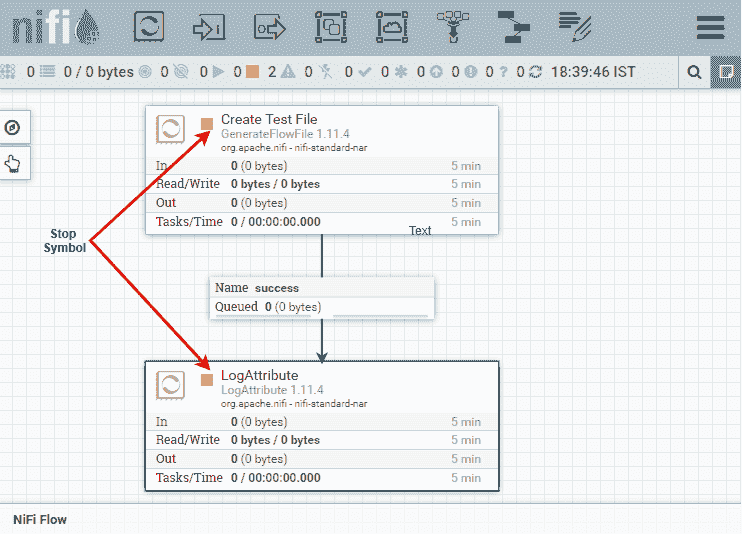 nifi
0 0 / 0 bytes 0 0 0 2 0 0 0 0 0 0 0 18:39:46 IST
Create Test File
GenerateFlowFile 1.11.4
org.apache.nifi - nifi-standard-nar
In 0 (0 bytes) 5 min
Read/Write 0 bytes / 0 bytes 5 min
Out 0 (0 bytes) 5 min
Tasks/Time 0 / 00:00:00.000 5 min
Text
Stop
Symbol
Name success
Queued 0 (0 bytes)
LogAttribute
LogAttribute 1.11.4
org.apache.nifi - nifi-standard-nar
In 0 (0 bytes) 5 min
Read/Write 0 bytes / 0 bytes 5 min
Out 0 (0 bytes) 5 min
Tasks/Time 0 / 00:00:00.000 5 min
NiFi Flow